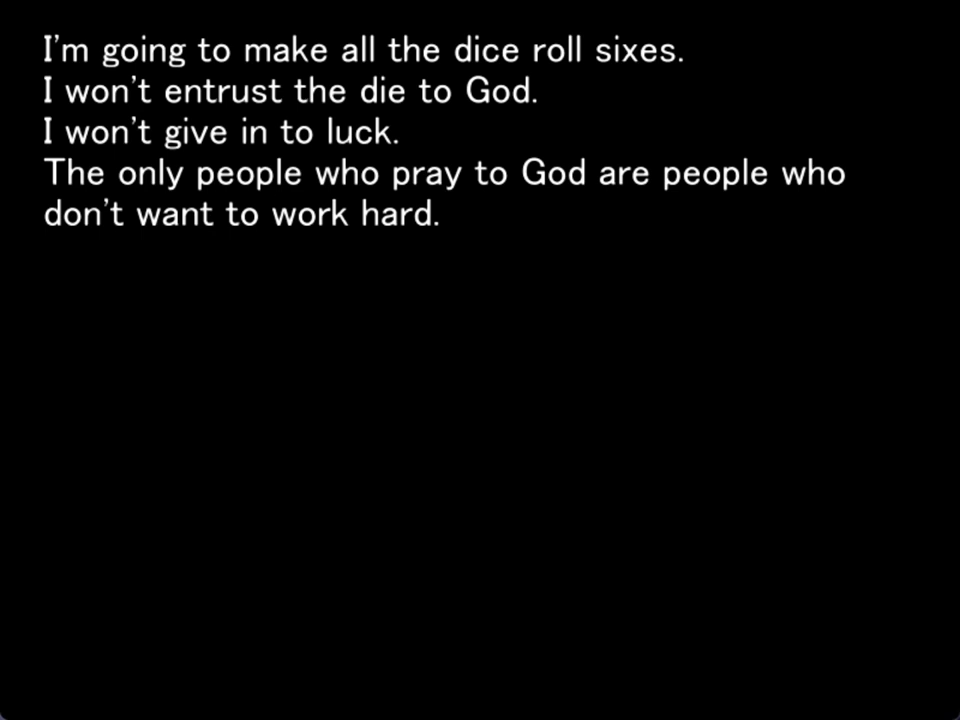 I'm going to make all the dice roll sixes.
I won't entrust the die to God.
I won't give in to luck.
The only people who pray to God are people who
don't want to work hard.